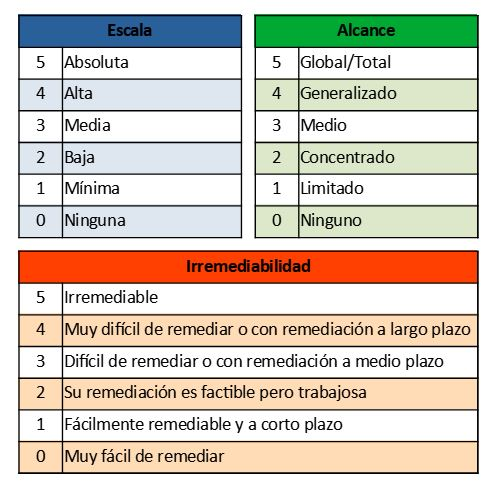 Escala
5 Absoluta
4 Alta
3 Media
2 Baja
1 Mínima
0 Ninguna
Alcance
5 Global/Total
4 Generalizado
3 Medio
2 Concentrado
1 Limitado
0 Ninguno
Irremediabilidad
5 Irremediable
4 Muy difícil de remediar o con remediación a largo plazo
3 Difícil de remediar o con remediación a medio plazo
2 Su remediación es factible pero trabajosa
1 Fácilmente remediable y a corto plazo
0 Muy fácil de remediar